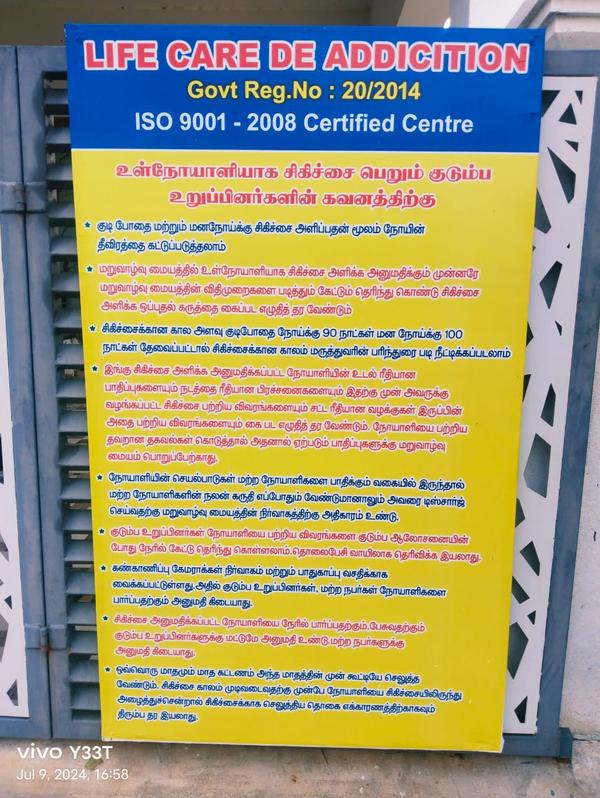 LIFE CARE DE ADDICITION
Govt Reg.No : 20/2014
ISO 9001 - 2008 Certified Centre
உள்நோயாளியாக சிகிச்சை பெறும் குடும்ப
உறுப்பினர்களின் கவனத்திற்கு
★ குடி போதை மற்றும் மனநோய்க்கு சிகிச்சை அளிப்பதன் மூலம் நோயின்
தீவிரத்தை கட்டுப்படுத்தலாம்
★ மறுவாழ்வு மையத்தில் உள்நோயாளியாக சிகிச்சை அளிக்க அனுமதிக்கும் முன்னரே
மறுவாழ்வு மையத்தின் விதிமுறைகளை படித்தும் கேட்டும் தெரிந்து கொண்டு சிகிச்சை
அளிக்க ஒப்புதல் கருத்தை கைப்பட எழுதித் தர வேண்டும்
★ சிகிச்சைக்கான கால அளவு குடிபோதை நோய்க்கு 90 நாட்கள் மன நோய்க்கு 100
நாட்கள் தேவைப்பட்டால் சிகிச்சைக்கான காலம் மருத்துவரின் பரிந்துரை படி நீட்டிக்கப்படலாம்
★ இங்கு சிகிச்சை அளிக்க அனுமதிக்கப்பட்ட நோயாளியின் உடல் ரீதியான
பாதிப்புகளையும் நடத்தை ரீதியான பிரச்சனைகளையும் இதற்கு முன் அவருக்கு
வழங்கப்பட்ட சிகிச்சை பற்றிய விவரங்களையும் சட்ட ரீதியான வழக்குகள் இருப்பின்
அதை பற்றிய விவரங்களையும் கை பட எழுதித் தர வேண்டும். நோயாளியை பற்றிய
தவறான தகவல்கள் கொடுத்தால் அதனால் ஏற்படும் பாதிப்புகளுக்கு மறுவாழ்வு
மையம் பொறுப்பேற்காது.
★ நோயாளியின் செயல்பாடுகள் மற்ற நோயாளிகளை பாதிக்கும் வகையில் இருந்தால்
மற்ற நோயாளிகளின் நலன் கருதி எப்போதும் வேண்டுமானாலும் அவரை டிஸ்சார்ஜ்
செய்வதற்கு மறுவாழ்வு மையத்தின் நிர்வாகத்திற்கு அதிகாரம் உண்டு.
★ குடும்ப உறுப்பினர்கள் நோயாளியை பற்றிய விவரங்களை குடும்ப ஆலோசனையின்
போது நேரில் கேட்டு தெரிந்து கொள்ளலாம்.தொலைபேசி வாயிலாக தெரிவிக்க இயலாது.
★ கண்காணிப்பு கேமராக்கள் நிர்வாகம் மற்றும் பாதுகாப்பு வசதிக்காக
வைக்கப்பட்டுள்ளது.அதில் குடும்ப உறுப்பினர்கள், மற்ற நபர்கள் நோயாளிகளை
பார்ப்பதற்கும் அனுமதி கிடையாது.
★ சிகிச்சை அனுமதிக்கப்பட்ட நோயாளியை நேரில் பார்ப்பதற்கும்,பேசுவதற்கும்
குடும்ப உறுப்பினர்களுக்கு மட்டுமே அனுமதி உண்டு.மற்ற நபர்களுக்கு
அனுமதி கிடையாது.
★ ஒவ்வொரு மாதமும் மாத கட்டணம் அந்த மாதத்தின் முன் கூட்டியே செலுத்த
வேண்டும். சிகிச்சை காலம் முடிவடைவதற்கு முன்பே நோயாளியை சிகிச்சையிலிருந்து
அழைத்துச்சென்றால் சிகிச்சைக்காக செலுத்திய தொகை எக்காரணத்திற்காகவும்
திரும்ப தர இயலாது.
vivo Y33T
Jul 9, 2024, 16:58